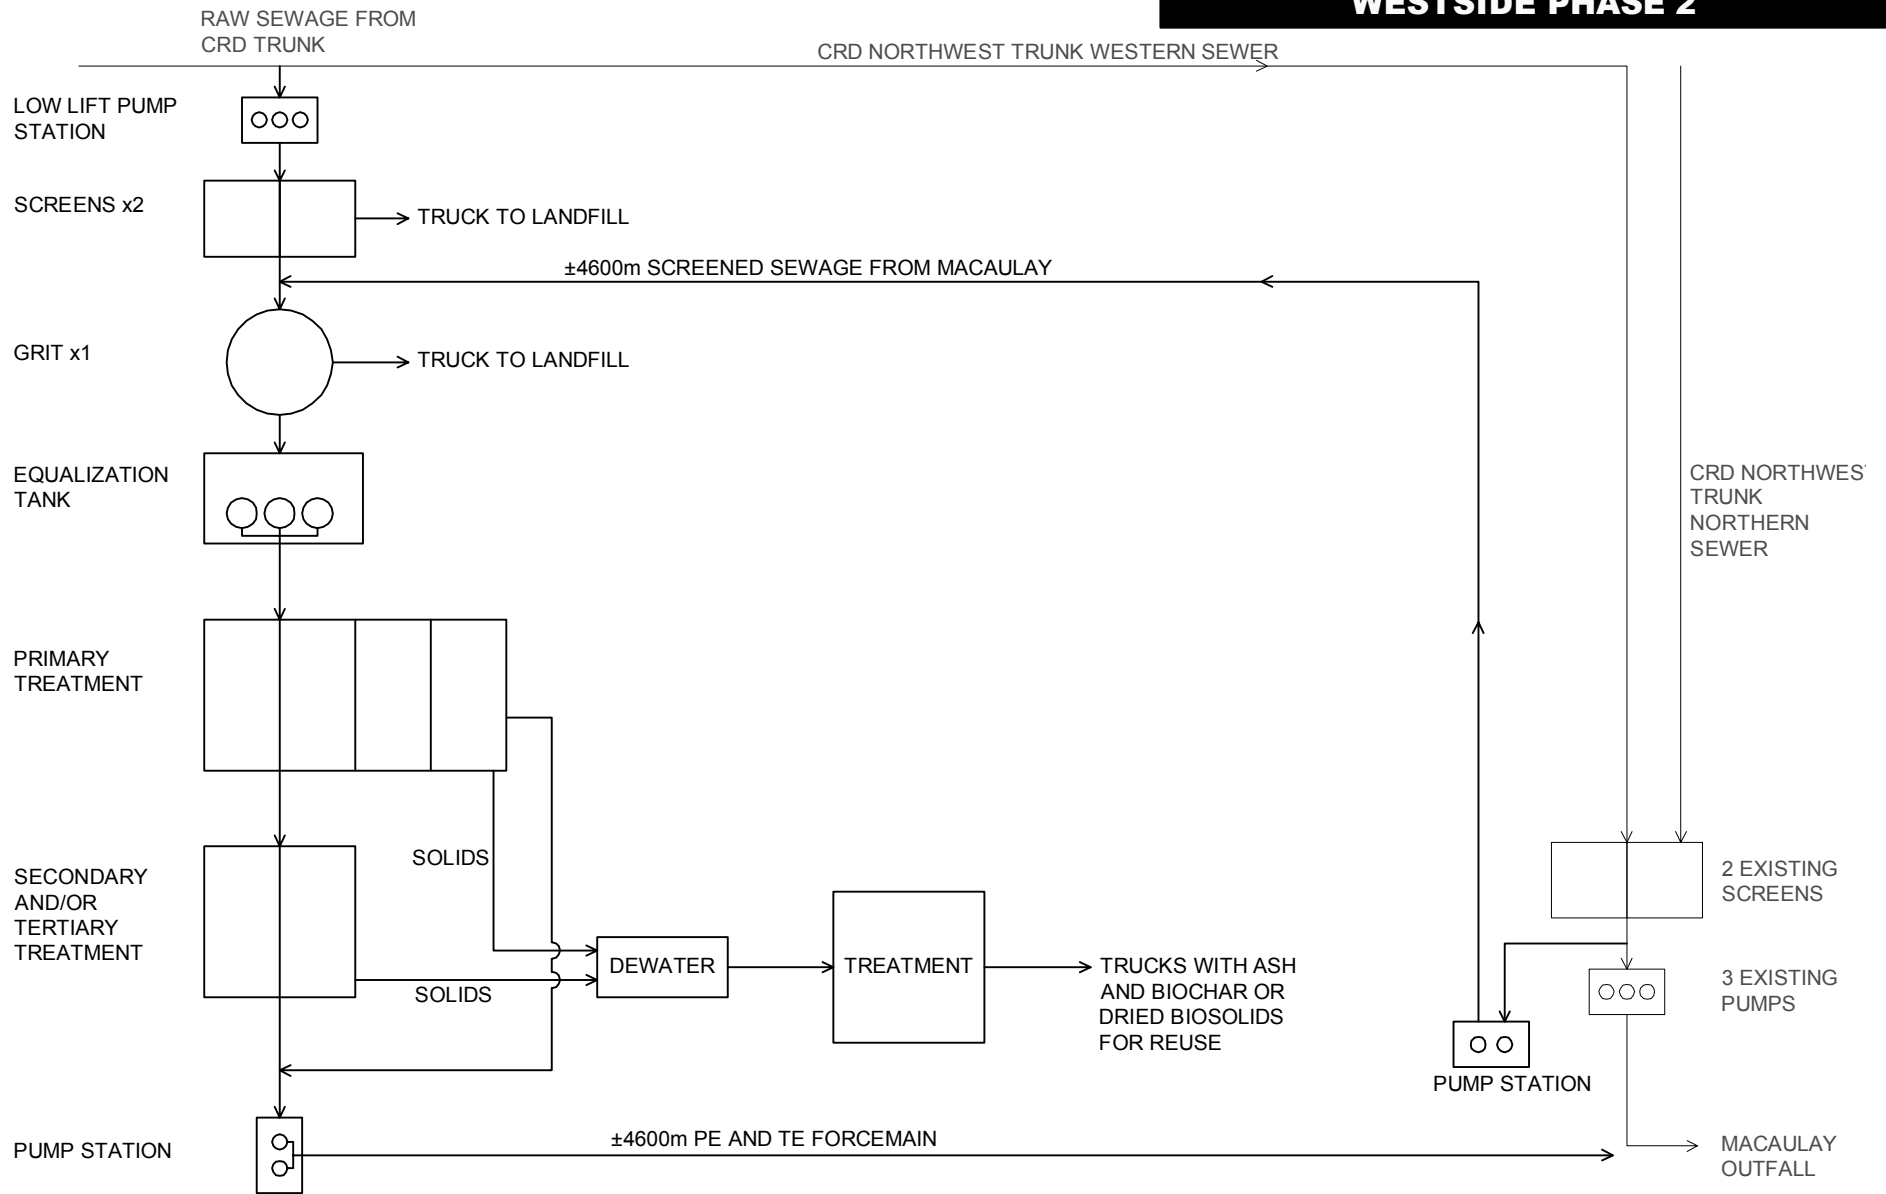 WESTSIDE PHASE 2
RAW SEWAGE FROM
CRD TRUNK
CRD NORTHWEST TRUNK WESTERN SEWER
LOW LIFT PUMP
STATION
SCREENS x2
TRUCK TO LANDFILL
±4600m SCREENED SEWAGE FROM MACAULAY
GRIT x1
TRUCK TO LANDFILL
EQUALIZATION
TANK
CRD NORTHWES
TRUNK
NORTHERN
SEWER
PRIMARY
TREATMENT
SOLIDS
SECONDARY
AND/OR
TERTIARY
TREATMENT
SOLIDS
DEWATER
TREATMENT
TRUCKS WITH ASH
AND BIOCHAR OR
DRIED BIOSOLIDS
FOR REUSE
2 EXISTING
SCREENS
3 EXISTING
PUMPS
PUMP STATION
PUMP STATION
±4600m PE AND TE FORCEMAIN
MACAULAY
OUTFALL